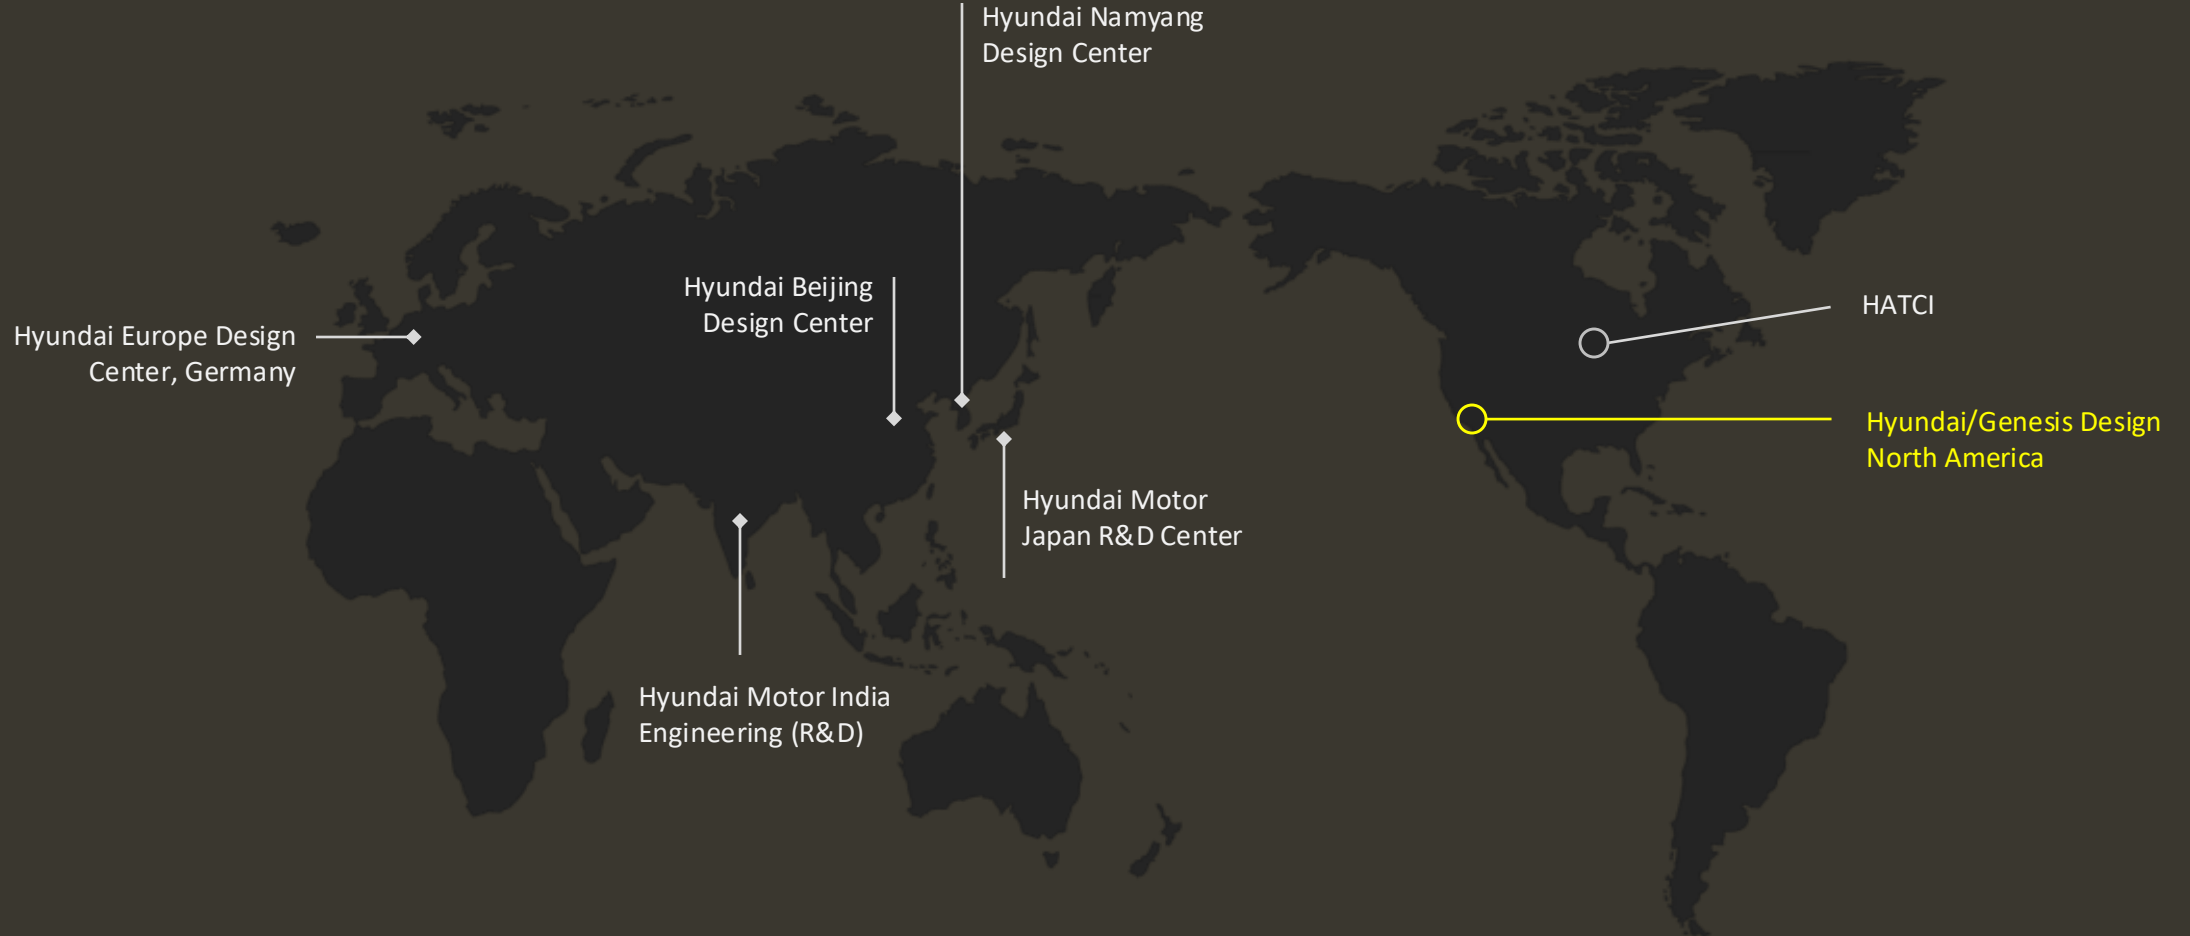 Hyundai Namyang
Design Center
Hyundai Beijing
Design Center
Hyundai Europe Design
Center, Germany
HATCI
Hyundai/Genesis Design
North America
Hyundai Motor
Japan R&D Center
Hyundai Motor India
Engineering (R&D)